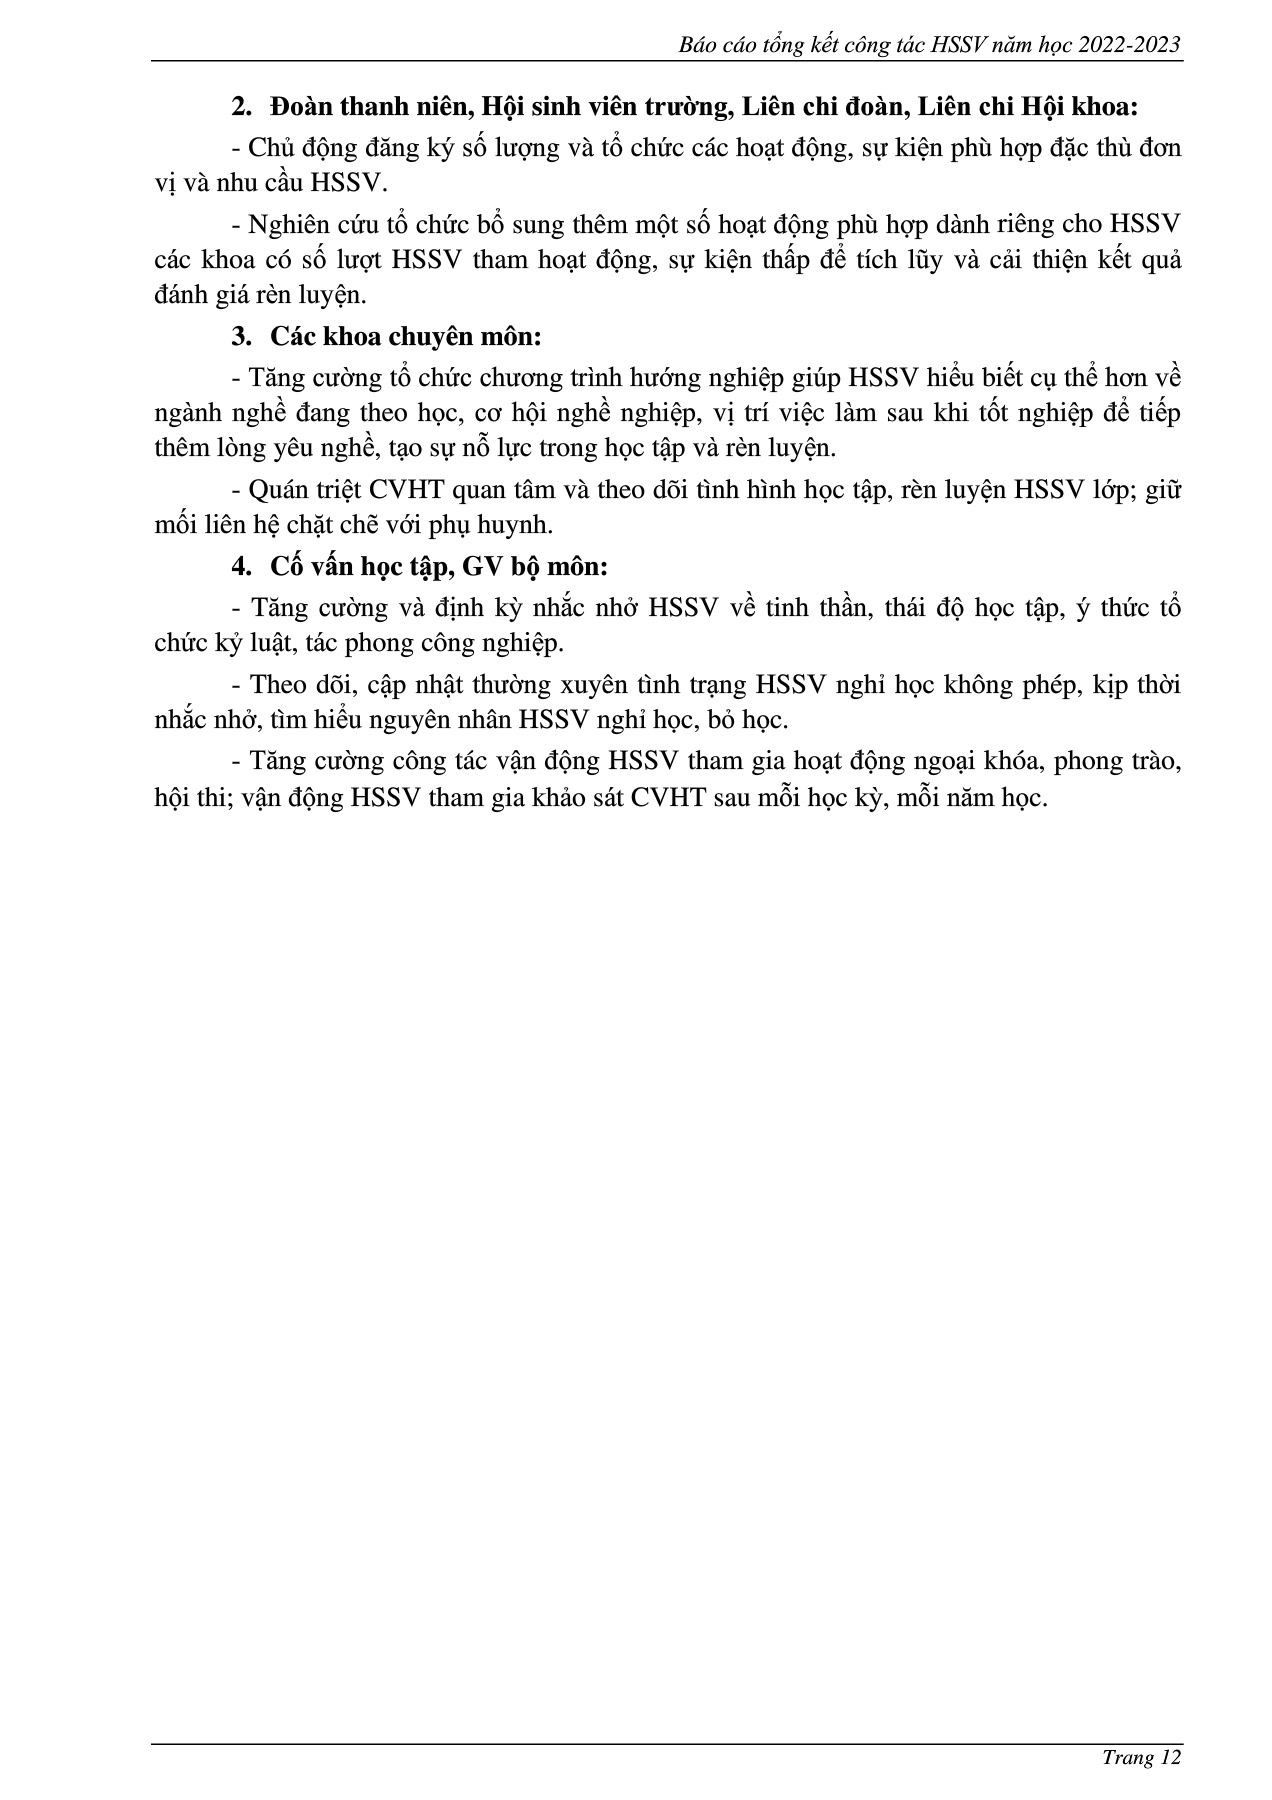 Báo cáo tổng kết công tác HSSV năm học 2022-2023
2. Đoàn thanh niên, Hội sinh viên trường, Liên chi đoàn, Liên chi Hội khoa:
- Chủ động đăng ký số lượng và tổ chức các hoạt động, sự kiện phù hợp đặc thù đơn
vị và nhu cầu HSSV.
- Nghiên cứu tổ chức bổ sung thêm một số hoạt động phù hợp dành riêng cho HSSV
các khoa có số lượt HSSV tham hoạt động, sự kiện thấp để tích lũy và cải thiện kết quả
đánh giá rèn luyện.
3. Các khoa chuyên môn:
- Tăng cường tổ chức chương trình hướng nghiệp giúp HSSV hiểu biết cụ thể hơn về
ngành nghề đang theo học, cơ hội nghề nghiệp, vị trí việc làm sau khi tốt nghiệp để tiếp
thêm lòng yêu nghề, tạo sự nỗ lực trong học tập và rèn luyện.
- Quán triệt CVHT quan tâm và theo dõi tình hình học tập, rèn luyện HSSV lớp; giữ
mối liên hệ chặt chẽ với phụ huynh.
4. Cố vấn học tập, GV bộ môn:
- Tăng cường và định kỳ nhắc nhở HSSV về tinh thần, thái độ học tập, ý thức tổ
chức kỷ luật, tác phong công nghiệp.
- Theo dõi, cập nhật thường xuyên tình trạng HSSV nghỉ học không phép, kịp thời
nhắc nhở, tìm hiểu nguyên nhân HSSV nghỉ học, bỏ học.
- Tăng cường công tác vận động HSSV tham gia hoạt động ngoại khóa, phong trào,
hội thi; vận động HSSV tham gia khảo sát CVHT sau mỗi học kỳ, mỗi năm học.
Trang 12